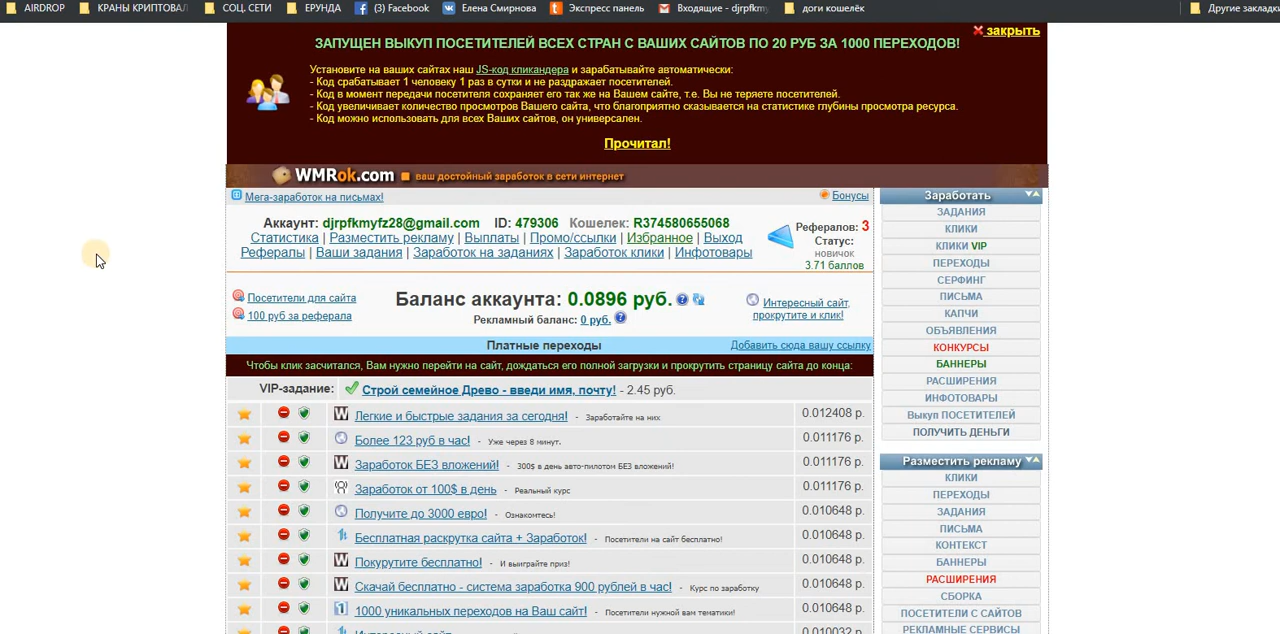 AIRDROP КРАНЫ КРИПТОВАЛ СОЦ. СЕТИ ЕРУНДА (3) Facebook Елена Смирнова Экспресс панель Входящие - djrpfkmy доги кошелёк Другие закладки
закрыть
ЗАПУЩЕН ВЫКУП ПОСЕТИТЕЛЕЙ ВСЕХ СТРАН С ВАШИХ САЙТОВ ПО 20 РУБ ЗА 1000 ПЕРЕХОДОВ!
Установите на ваших сайтах наш JS-код кликандера и зарабатывайте автоматически:
- Код срабатывает 1 человеку 1 раз в сутки и не раздражает посетителей.
- Код в момент передачи посетителя сохраняет его так же на Вашем сайте, т.е. Вы не теряете посетителей.
- Код увеличивает количество просмотров Вашего сайта, что благоприятно сказывается на статистике глубины просмотра ресурса.
- Код можно использовать для всех Ваших сайтов, он универсален.
Прочитал!
WMRok.com ваш достойный заработок в сети интернет
Мега-заработок на письмах! Бонусы
Аккаунт: djrpfkmyfz28@gmail.com ID: 479306 Кошелек: R374580655068
Статистика | Разместить рекламу | Выплаты | Промо/ссылки | Избранное | Выход
Рефералы | Ваши задания | Заработок на заданиях | Заработок клики | Инфотовары
Рефералов: 3
Статус:
новичок
3.71 баллов
Посетители для сайта
100 руб за реферала
Баланс аккаунта: 0.0896 руб.
Рекламный баланс: 0 руб.
Интересный сайт,
прокрутите и клик!
Платные переходы Добавить сюда вашу ссылку
Чтобы клик засчитался, Вам нужно перейти на сайт, дождаться его полной загрузки и прокрутить страницу сайта до конца:
VIP-задание: Строй семейное Древо - введи имя, почту! - 2.45 руб.
Легкие и быстрые задания за сегодня! - Заработайте на них 0.012408 р.
Более 123 руб в час! - Уже через 8 минут. 0.011176 р.
Заработок БЕЗ вложений! - 300$ в день авто-пилотом БЕЗ вложений! 0.011176 р.
Заработок от 100$ в день - Реальный курс 0.011176 р.
Получите до 3000 евро! - Ознакомьтесь! 0.010648 р.
Бесплатная раскрутка сайта + Заработок! - Посетители на сайт бесплатно! 0.010648 р.
Покурутите бесплатно! - И выиграйте приз! 0.010648 р.
Скачай бесплатно - система заработка 900 рублей в час! - Курс по заработку 0.010648 р.
1000 уникальных переходов на Ваш сайт! - Посетители нужной вам тематики! 0.010648 р.
0.010032 р.
Заработать
ЗАДАНИЯ
КЛИКИ
КЛИКИ VIP
ПЕРЕХОДЫ
СЕРФИНГ
ПИСЬМА
КАПЧИ
ОБЪЯВЛЕНИЯ
КОНКУРСЫ
БАННЕРЫ
РАСШИРЕНИЯ
ИНФОТОВАРЫ
Выкуп ПОСЕТИТЕЛЕЙ
ПОЛУЧИТЬ ДЕНЬГИ
Разместить рекламу
КЛИКИ
ПЕРЕХОДЫ
ЗАДАНИЯ
ПИСЬМА
КОНТЕКСТ
БАННЕРЫ
РАСШИРЕНИЯ
СБОРКА
ПОСЕТИТЕЛИ С САЙТОВ
РЕКЛАМНЫЕ СЕРВИСЫ